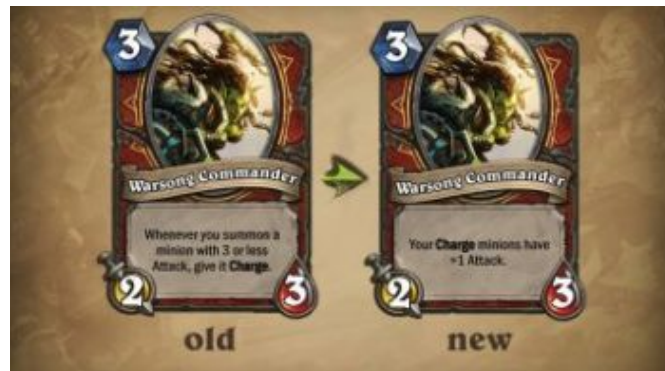 3
Warsong Commander
Whenever you summon a
minion with 3 or less
Attack, give it Charge.
2
3
old
3
Warsong Commander
Your Charge minions have
+1 Attack.
2
3
new